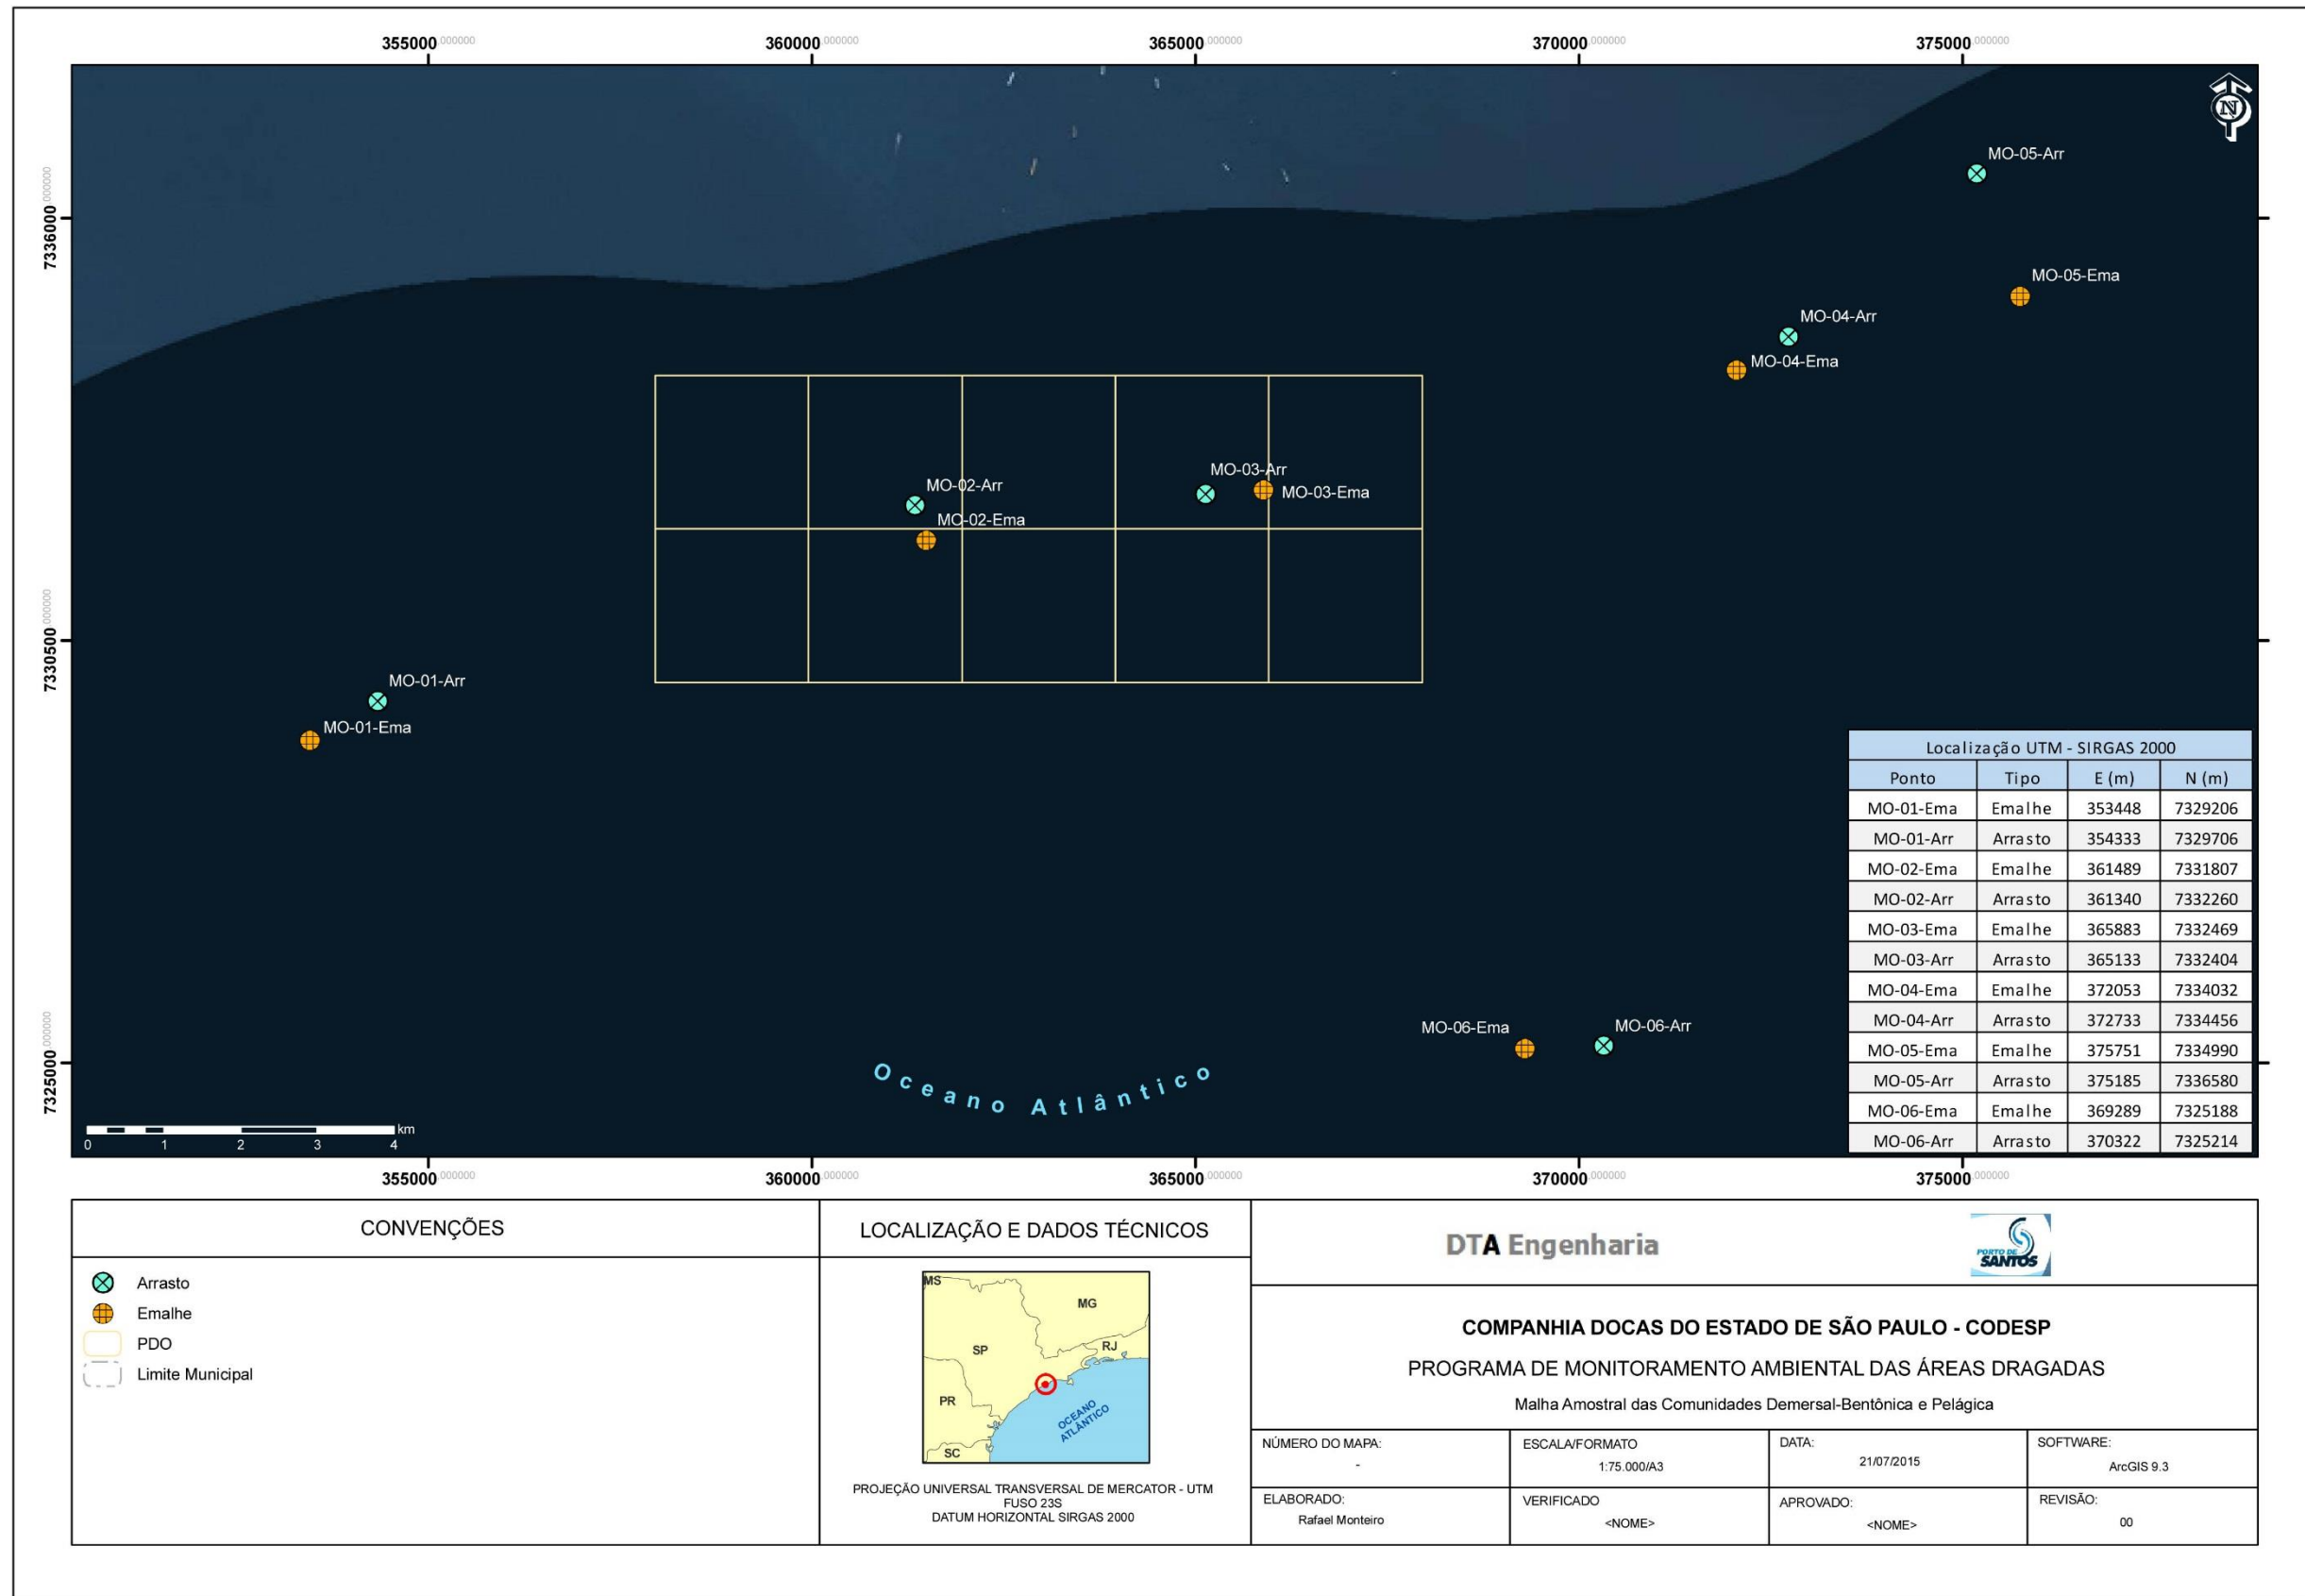 355000.000000 360000.000000 365000.000000 370000.000000 375000.000000
N
7336000.000000
7330500.000000
7325000.000000
MO-05-Arr
MO-05-Ema
MO-04-Arr
MO-04-Ema
MO-03-Arr
MO-03-Ema
MO-02-Arr
MO-02-Ema
MO-01-Arr
MO-01-Ema
MO-06-Ema
MO-06-Arr
Oceano Atlântico
km
0 1 2 3 4
Localização UTM - SIRGAS 2000
Ponto Tipo E (m) N (m)
MO-01-Ema Emalhe 353448 7329206
MO-01-Arr Arrasto 354333 7329706
MO-02-Ema Emalhe 361489 7331807
MO-02-Arr Arrasto 361340 7332260
MO-03-Ema Emalhe 365883 7332469
MO-03-Arr Arrasto 365133 7332404
MO-04-Ema Emalhe 372053 7334032
MO-04-Arr Arrasto 372733 7334456
MO-05-Ema Emalhe 375751 7334990
MO-05-Arr Arrasto 375185 7336580
MO-06-Ema Emalhe 369289 7325188
MO-06-Arr Arrasto 370322 7325214
355000.000000 360000.000000 365000.000000 370000.000000 375000.000000
CONVENÇÕES
Arrasto
Emalhe
PDO
Limite Municipal
LOCALIZAÇÃO E DADOS TÉCNICOS
MS
MG
SP
RJ
PR
SC
OCEANO
ATLÂNTICO
PROJEÇÃO UNIVERSAL TRANSVERSAL DE MERCATOR - UTM
FUSO 23S
DATUM HORIZONTAL SIRGAS 2000
DTA Engenharia
PORTO DE
SANTOS
COMPANHIA DOCAS DO ESTADO DE SÃO PAULO - CODESP
PROGRAMA DE MONITORAMENTO AMBIENTAL DAS ÁREAS DRAGADAS
Malha Amostral das Comunidades Demersal-Bentônica e Pelágica
NÚMERO DO MAPA:
-
ESCALA/FORMATO
1:75.000/A3
DATA:
21/07/2015
SOFTWARE:
ArcGIS 9.3
ELABORADO:
Rafael Monteiro
VERIFICADO
<NOME>
APROVADO:
<NOME>
REVISÃO:
00